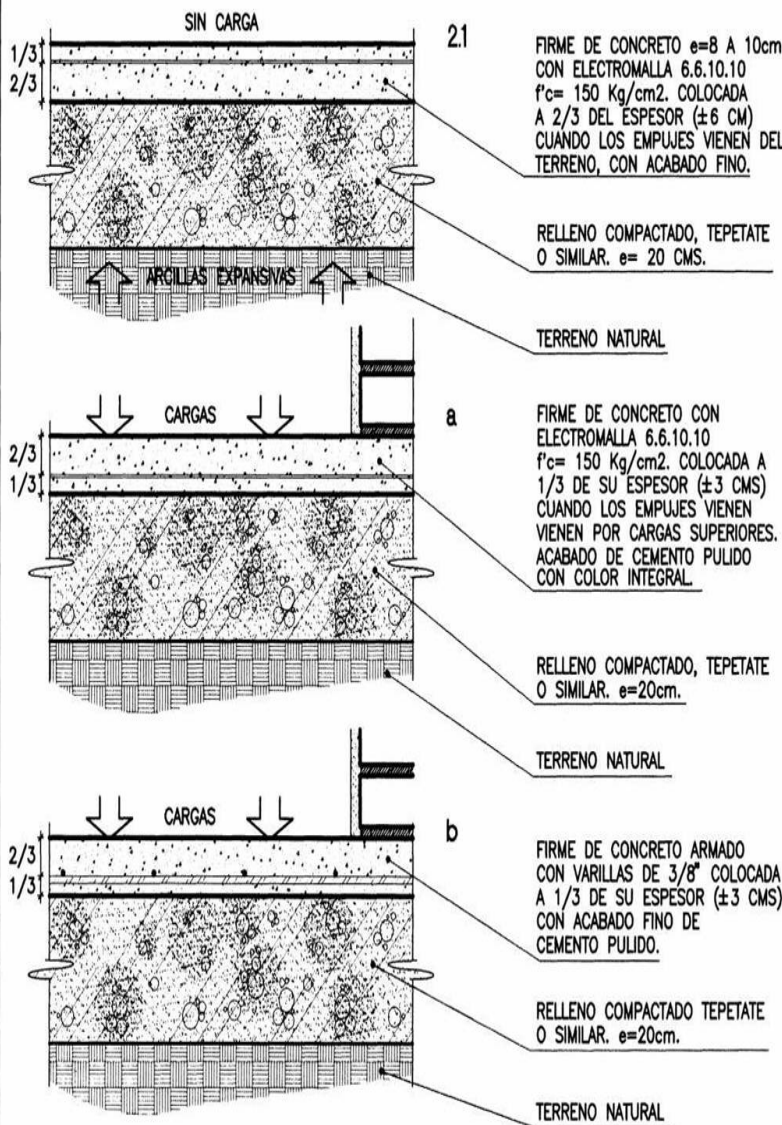 SIN CARGA
2.1
1/3
2/3
FIRME DE CONCRETO e=8 A 10cm
CON ELECTROMALLA 6.6.10.10
f'c= 150 Kg/cm2. COLOCADA
A 2/3 DEL ESPESOR (±6 CM)
CUANDO LOS EMPUJES VIENEN DEL
TERRENO, CON ACABADO FINO.
RELLENO COMPACTADO, TEPETATE
O SIMILAR. e= 20 CMS.
ARCILLAS EXPANSIVAS
TERRENO NATURAL
CARGAS
a
2/3
1/3
FIRME DE CONCRETO CON
ELECTROMALLA 6.6.10.10
f'c= 150 Kg/cm2. COLOCADA A
1/3 DE SU ESPESOR (±3 CMS)
CUANDO LOS EMPUJES VIENEN
VIENEN POR CARGAS SUPERIORES.
ACABADO DE CEMENTO PULIDO
CON COLOR INTEGRAL.
RELLENO COMPACTADO, TEPETATE
O SIMILAR. e=20cm.
TERRENO NATURAL
CARGAS
b
2/3
1/3
FIRME DE CONCRETO ARMADO
CON VARILLAS DE 3/8" COLOCADA
A 1/3 DE SU ESPESOR (±3 CMS)
CON ACABADO FINO DE
CEMENTO PULIDO.
RELLENO COMPACTADO TEPETATE
O SIMILAR. e=20cm.
TERRENO NATURAL